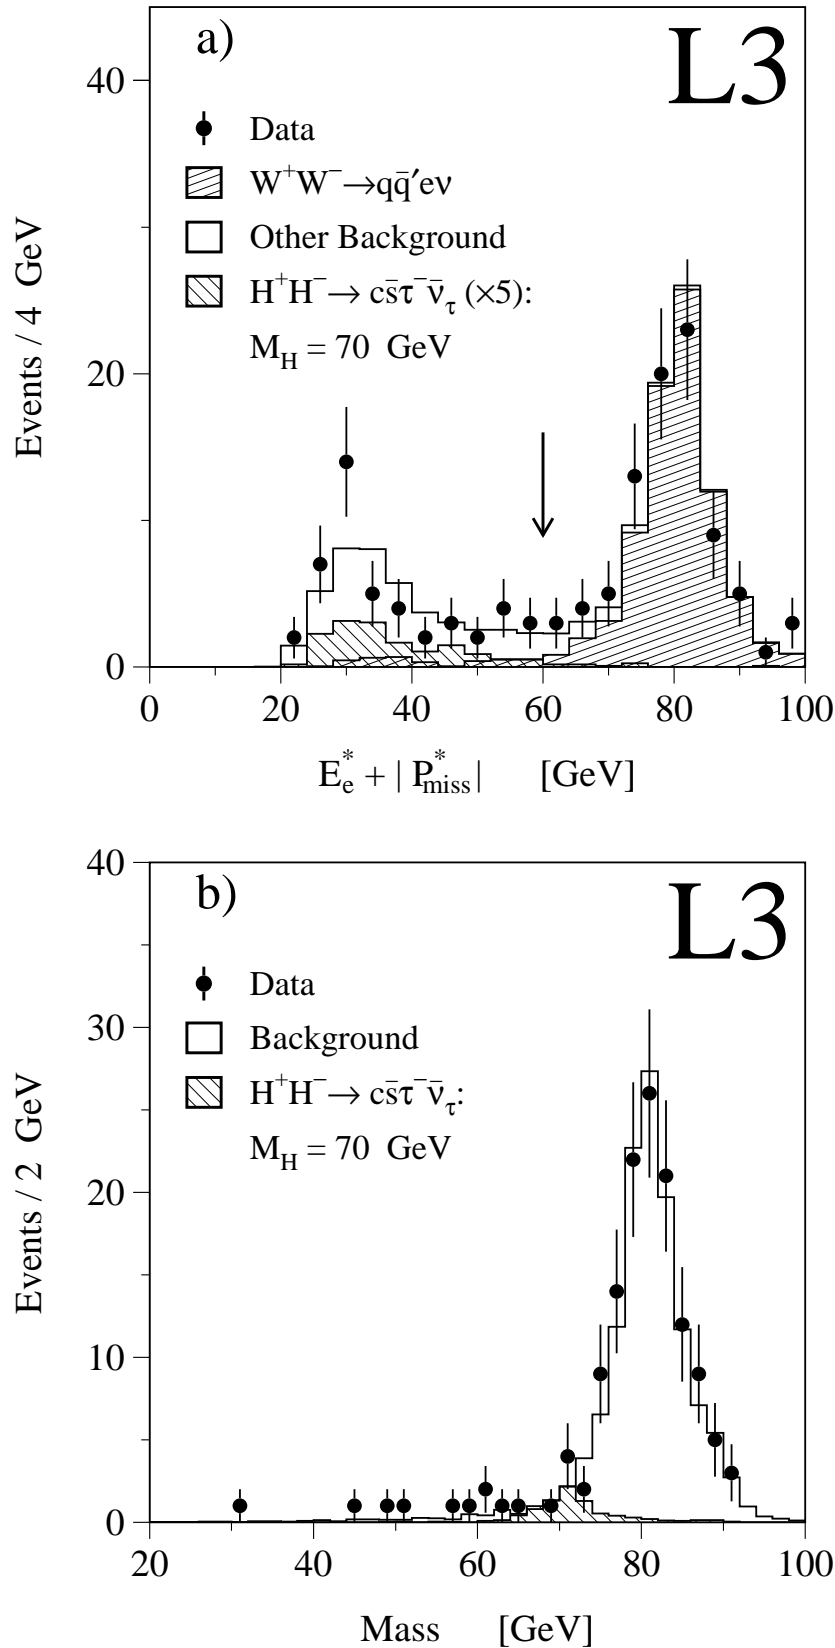 a)
L3
40
Data
W⁺W⁻→qq̄′eν
Other Background
H⁺H⁻→ cs̄τ⁻ν̄τ (×5):
M_H = 70 GeV
20
0
Events / 4 GeV
0 20 40 60 80 100
E*e + | P*miss | [GeV]
b)
L3
40
Data
Background
H⁺H⁻→ cs̄τ⁻ν̄τ:
M_H = 70 GeV
30
20
10
0
Events / 2 GeV
20 40 60 80 100
Mass [GeV]